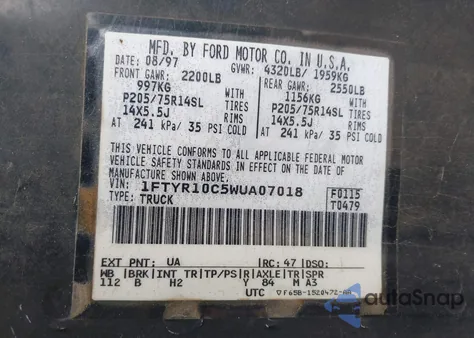 MFD. BY FORD MOTOR CO. IN U.S.A.
DATE: 08/97 GVWR: 4320LB/ 1959KG
FRONT GAWR: 2200LB REAR GAWR: 2550LB
997KG WITH 1156KG WITH
P205/75R14SL TIRES P205/75R14SL TIRES
14X5.5J RIMS 14X5.5J RIMS
AT 241 kPa/ 35 PSI COLD AT 241 kPa/ 35 PSI COLD
THIS VEHICLE CONFORMS TO ALL APPLICABLE FEDERAL MOTOR
VEHICLE SAFETY STANDARDS IN EFFECT ON THE DATE OF
MANUFACTURE SHOWN ABOVE.
VIN: 1FTYR10C5WUA07018 F0115
TYPE: TRUCK T0479
EXT PNT: UA RC: 47 DSO:
WB BRK INT TR TP/PS R AXLE TR SPR
112 B H2 Y 84 M A3
UTC ▽F65B-1520472-AA
autoSnap